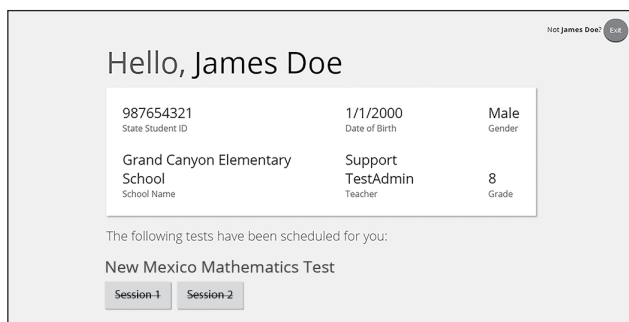 Not James Doe? Exit
Hello, James Doe
987654321 1/1/2000 Male
State Student ID Date of Birth Gender
Grand Canyon Elementary Support
School TestAdmin 8
School Name Teacher Grade
The following tests have been scheduled for you:
New Mexico Mathematics Test
Session 1 Session 2